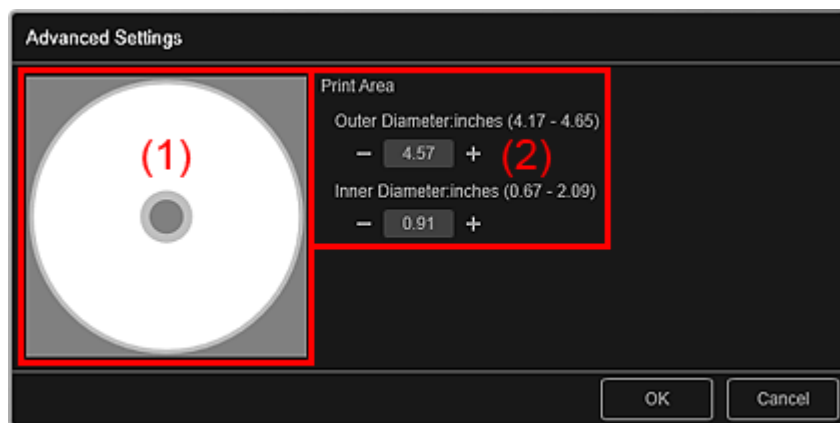 Advanced Settings
(1)
Print Area
Outer Diameter:inches (4.17 - 4.65)
− 4.57 + (2)
Inner Diameter:inches (0.67 - 2.09)
− 0.91 +
OK Cancel